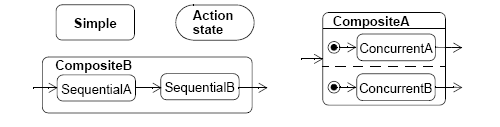 Simple
Action
state
CompositeA
ConcurrentA
ConcurrentB
CompositeB
SequentialA
SequentialB